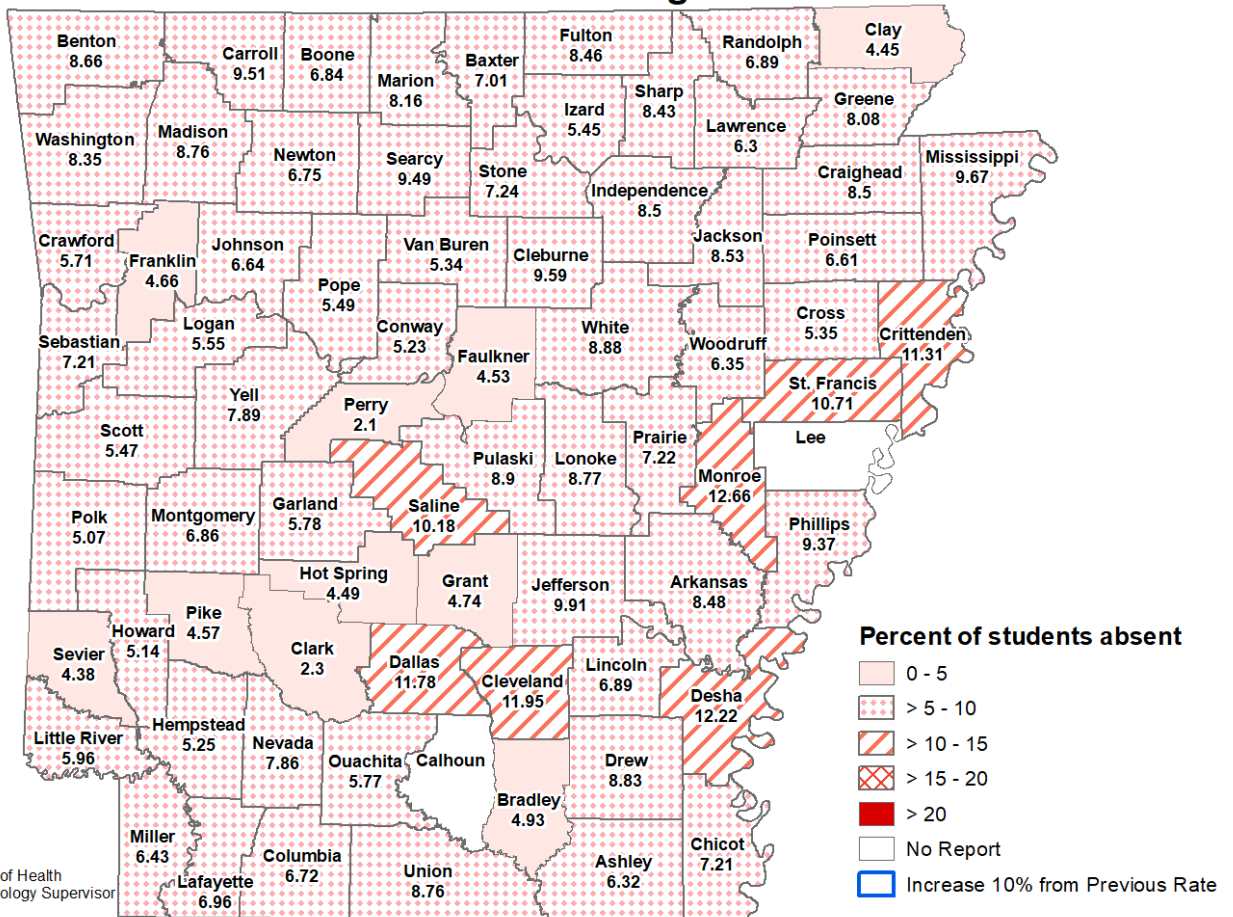 g
Benton
8.66
Carroll
9.51
Boone
6.84
Marion
8.16
Baxter
7.01
Fulton
8.46
Randolph
6.89
Clay
4.45
Izard
5.45
Sharp
8.43
Greene
8.08
Lawrence
6.3
Washington
8.35
Madison
8.76
Newton
6.75
Searcy
9.49
Stone
7.24
Independence
8.5
Craighead
8.5
Mississippi
9.67
Crawford
5.71
Franklin
4.66
Johnson
6.64
Pope
5.49
Van Buren
5.34
Cleburne
9.59
Jackson
8.53
Poinsett
6.61
Sebastian
7.21
Logan
5.55
Conway
5.23
Faulkner
4.53
White
8.88
Woodruff
6.35
Cross
5.35
Crittenden
11.31
St. Francis
10.71
Yell
7.89
Perry
2.1
Scott
5.47
Pulaski
8.9
Lonoke
8.77
Prairie
7.22
Lee
Monroe
12.66
Polk
5.07
Montgomery
6.86
Garland
5.78
Saline
10.18
Phillips
9.37
Hot Spring
4.49
Grant
4.74
Jefferson
9.91
Arkansas
8.48
Pike
4.57
Howard
5.14
Sevier
4.38
Clark
2.3
Dallas
11.78
Cleveland
11.95
Lincoln
6.89
Desha
12.22
Little River
5.96
Hempstead
5.25
Nevada
7.86
Ouachita
5.77
Calhoun
Bradley
4.93
Drew
8.83
Miller
6.43
Lafayette
6.96
Columbia
6.72
Union
8.76
Ashley
6.32
Chicot
7.21
Percent of students absent
0 - 5
> 5 - 10
> 10 - 15
> 15 - 20
> 20
No Report
Increase 10% from Previous Rate
of Health
ology Supervisor